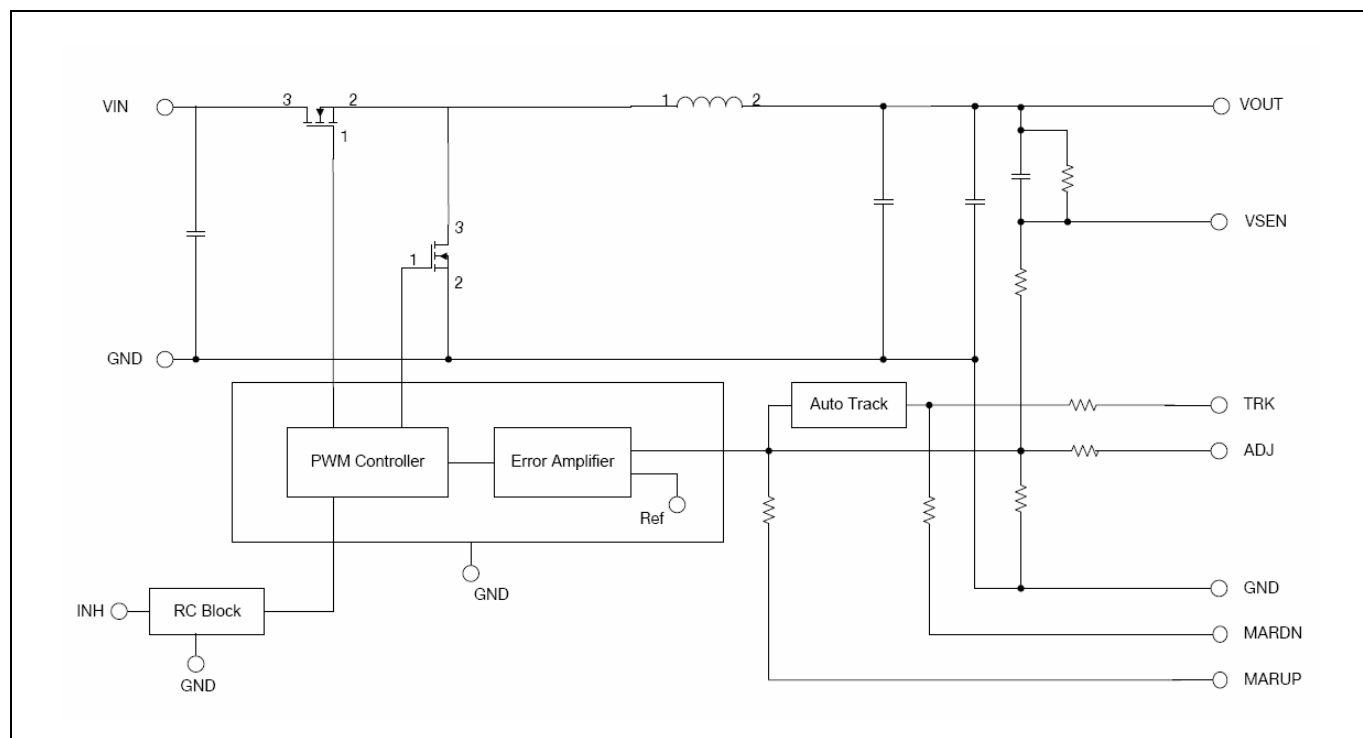 VIN
3
2
1
1
2
VOUT
VSEN
3
1
2
GND
Auto Track
TRK
PWM Controller
Error Amplifier
ADJ
Ref
GND
INH
RC Block
GND
GND
MARDN
MARUP